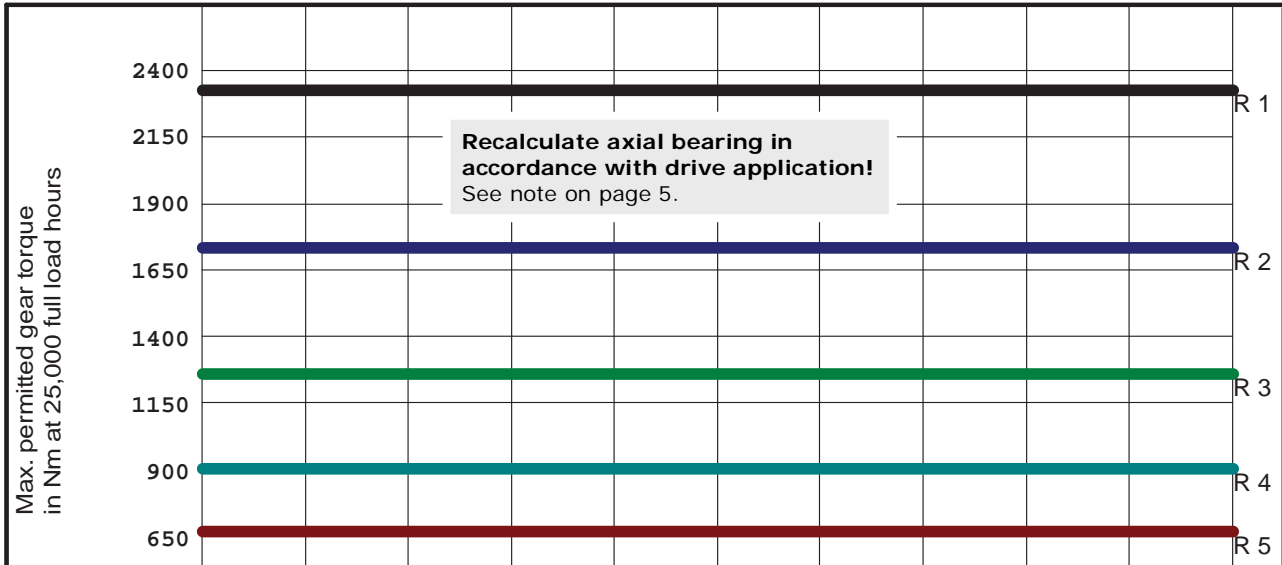 Max. permitted gear torque
in Nm at 25,000 full load hours
2400
R 1
2150
Recalculate axial bearing in
accordance with drive application!
See note on page 5.
1900
R 2
1650
1400
R 3
1150
900
R 4
650
R 5